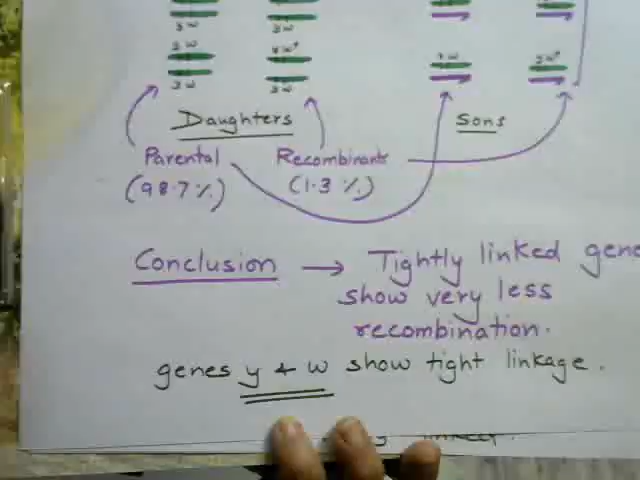 Daughters
Sons
Parental
Recombinants
(98.7%)
(1.3%)
Conclusion → Tightly linked gene
show very less
recombination.
genes y & w show tight linkage.